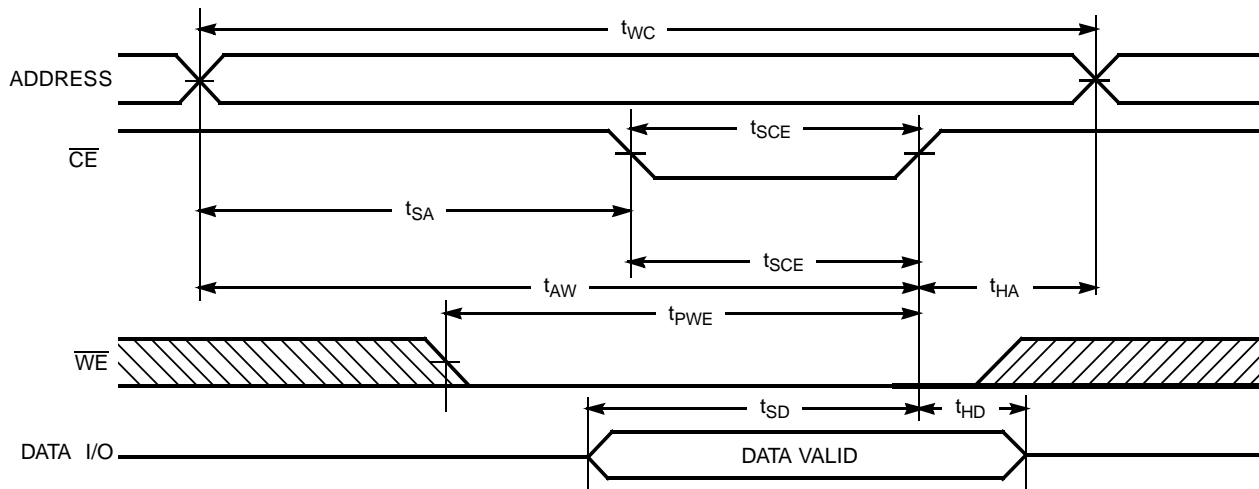 tWC
ADDRESS
tSCE
CE
tSA
tSCE
tAW
tHA
tPWE
WE
tSD
tHD
DATA I/O
DATA VALID